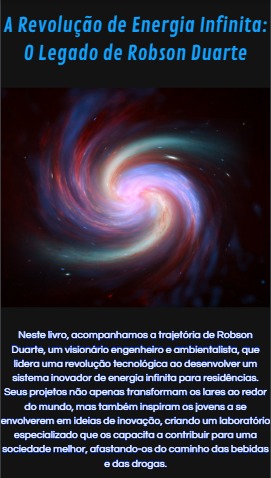 A Revolução de Energia Infinita:
O Legado de Robson Duarte
Neste livro, acompanhamos a trajetória de Robson
Duarte, um visionário engenheiro e ambientalista, que
lidera uma revolução tecnológica ao desenvolver um
sistema inovador de energia infinita para residências.
Seus projetos não apenas transformam os lares ao redor
do mundo, mas também inspiram os jovens a se
envolverem em ideias de inovação, criando um laboratório
especializado que os capacita a contribuir para uma
sociedade melhor, afastando-os do caminho das bebidas
e das drogas.